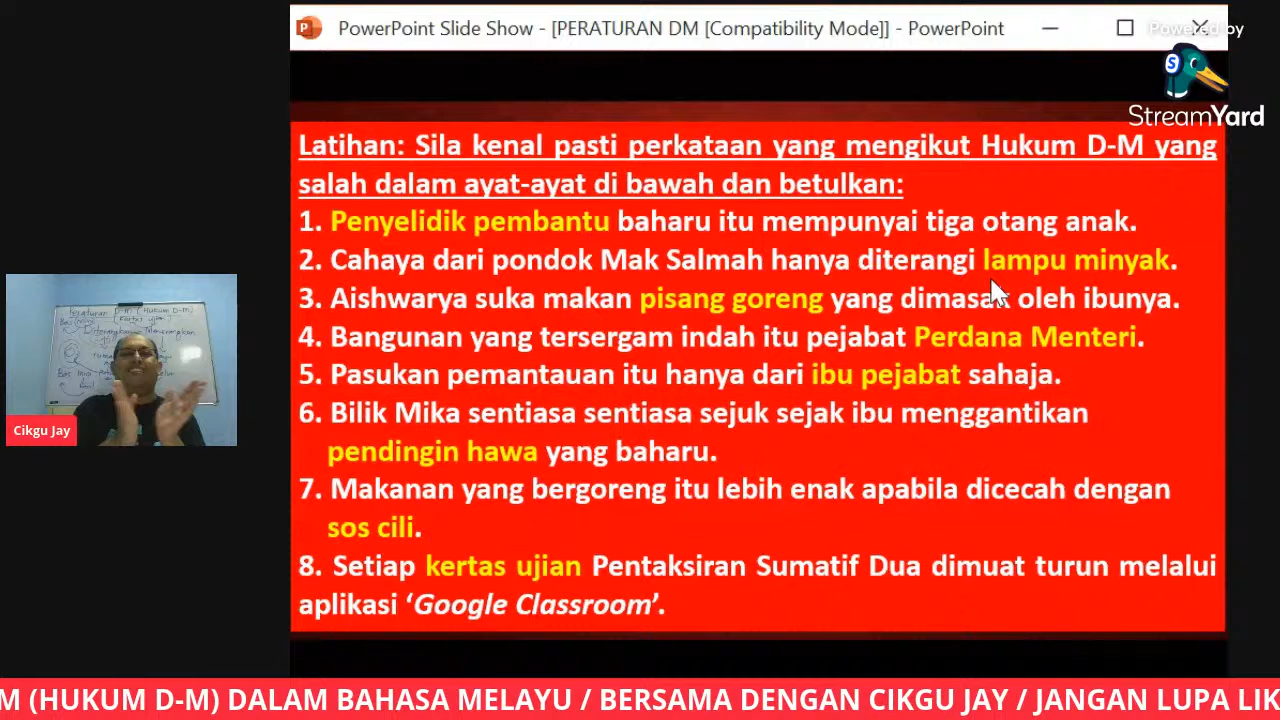 PowerPoint Slide Show - [PERATURAN DM [Compatibility Mode]] - PowerPoint
Powered by
StreamYard
Latihan: Sila kenal pasti perkataan yang mengikut Hukum D-M yang
salah dalam ayat-ayat di bawah dan betulkan:
1. Penyelidik pembantu baharu itu mempunyai tiga otang anak.
2. Cahaya dari pondok Mak Salmah hanya diterangi lampu minyak.
3. Aishwarya suka makan pisang goreng yang dimasak oleh ibunya.
4. Bangunan yang tersergam indah itu pejabat Perdana Menteri.
5. Pasukan pemantauan itu hanya dari ibu pejabat sahaja.
6. Bilik Mika sentiasa sentiasa sejuk sejak ibu menggantikan
pendingin hawa yang baharu.
7. Makanan yang bergoreng itu lebih enak apabila dicecah dengan
sos cili.
8. Setiap kertas ujian Pentaksiran Sumatif Dua dimuat turun melalui
aplikasi ‘Google Classroom’.
Peraturan D-M (Hukum D-M)
Cikgu Jay
M (HUKUM D-M) DALAM BAHASA MELAYU / BERSAMA DENGAN CIKGU JAY / JANGAN LUPA LIK